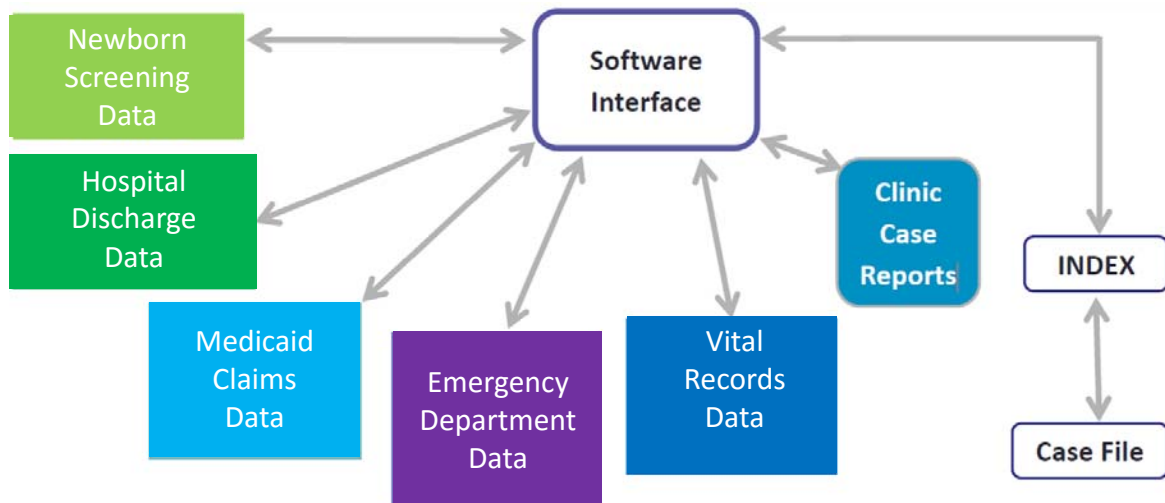 Newborn
Screening
Data
Software
Interface
Hospital
Discharge
Data
Clinic
Case
Reports
INDEX
Medicaid
Claims
Data
Emergency
Department
Data
Vital
Records
Data
Case File